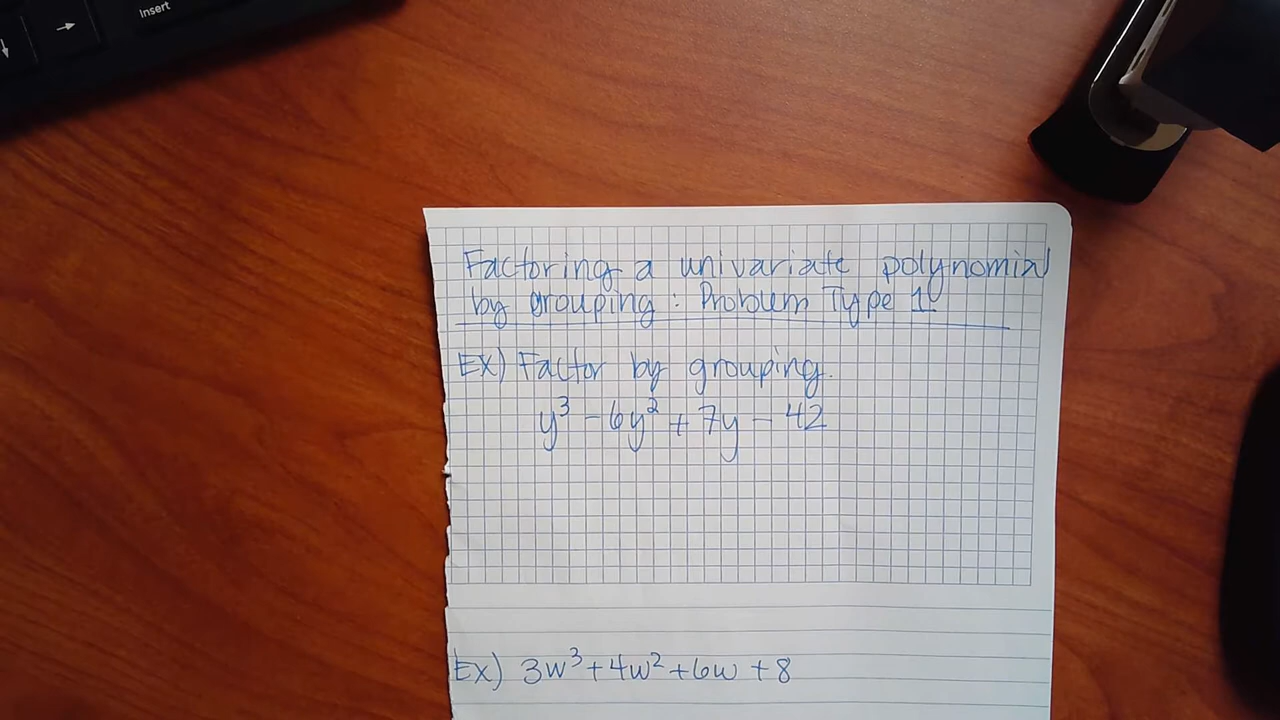 Insert
Factoring a univariate polynomial
by grouping: Problem Type 1
Ex) Factor by grouping.
y³ - 6y² + 7y - 42
Ex) 3w³ + 4w² + 6w + 8